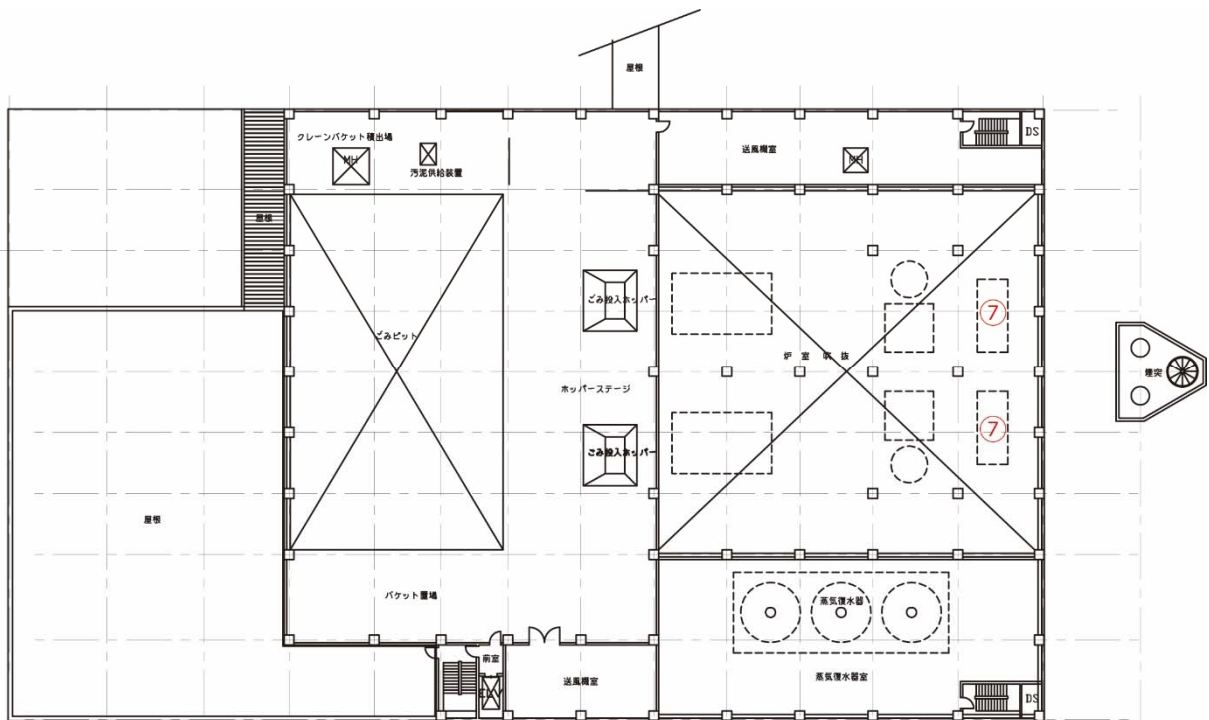 屋根
クレーンバケット積出場
MH
汚泥供給装置
送風機室
MH
DS
屋根
ごみ投入ホッパー
⑦
ごみピット
炉室吹抜
煙突
ホッパーステージ
⑦
ごみ投入ホッパー
屋根
バケット置場
蒸気復水器
前室
送風機室
蒸気復水器室
DS